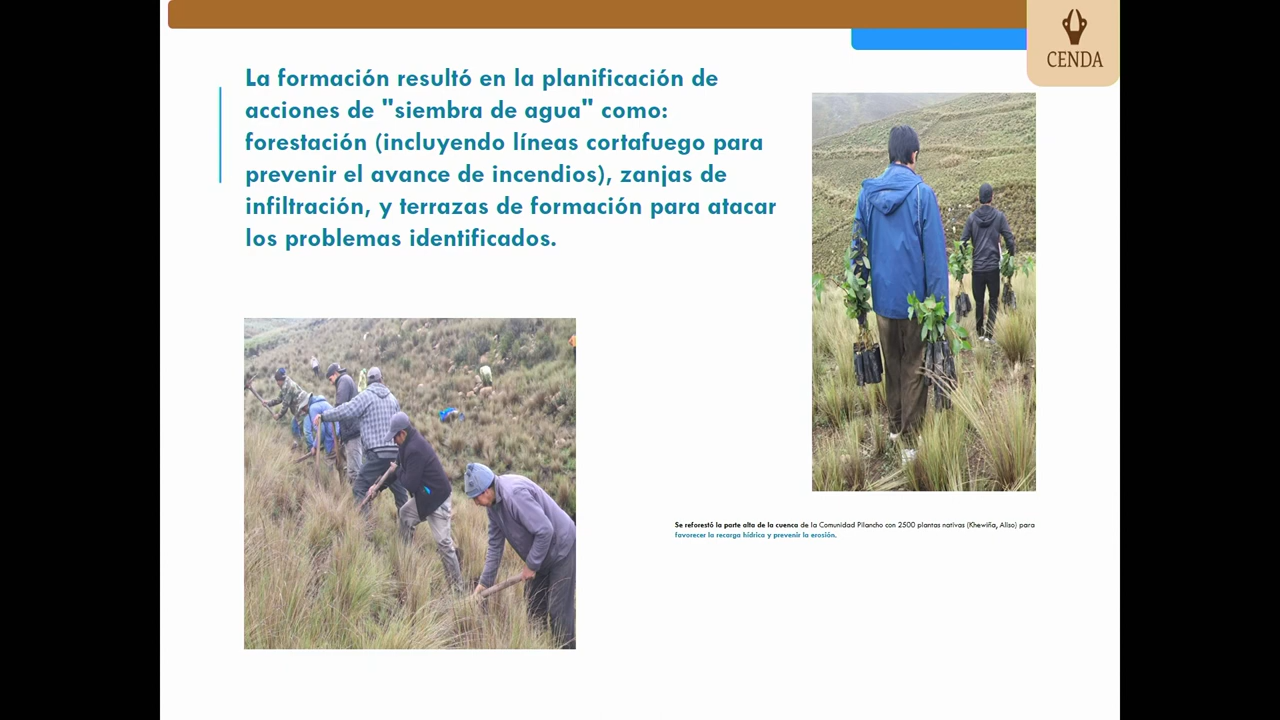 CENDA
La formación resultó en la planificación de
acciones de "siembra de agua" como:
forestación (incluyendo líneas cortafuego para
prevenir el avance de incendios), zanjas de
infiltración, y terrazas de formación para atacar
los problemas identificados.
Se reforestó la parte alta de la cuenca de la Comunidad Pilancho con 2500 plantas nativas (Khewiña, Aliso) para
favorecer la recarga hídrica y prevenir la erosión.